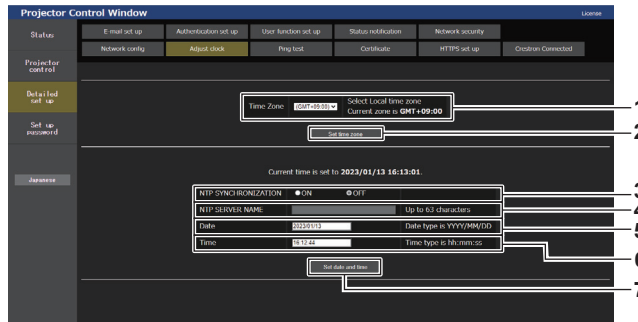 Projector Control Window
License
Status
E-mail set up
Authentication set up
User function set up
Status notification
Network security
Network config
Adjust clock
Ping test
Certificate
HTTPS set up
Crestron Connected
Projector
control
Detailed
set up
Set up
password
Japanese
Time Zone (GMT+09:00) Select Local time zone
Current zone is GMT+09:00
1
Set time zone
2
Current time is set to 2023/01/13 16:13:01.
NTP SYNCHRONIZATION ON OFF
3
NTP SERVER NAME Up to 63 characters
4
Date 2023/01/13 Date type is YYYY/MM/DD
5
Time 16:12:44 Time type is hh:mm:ss
6
Set date and time
7